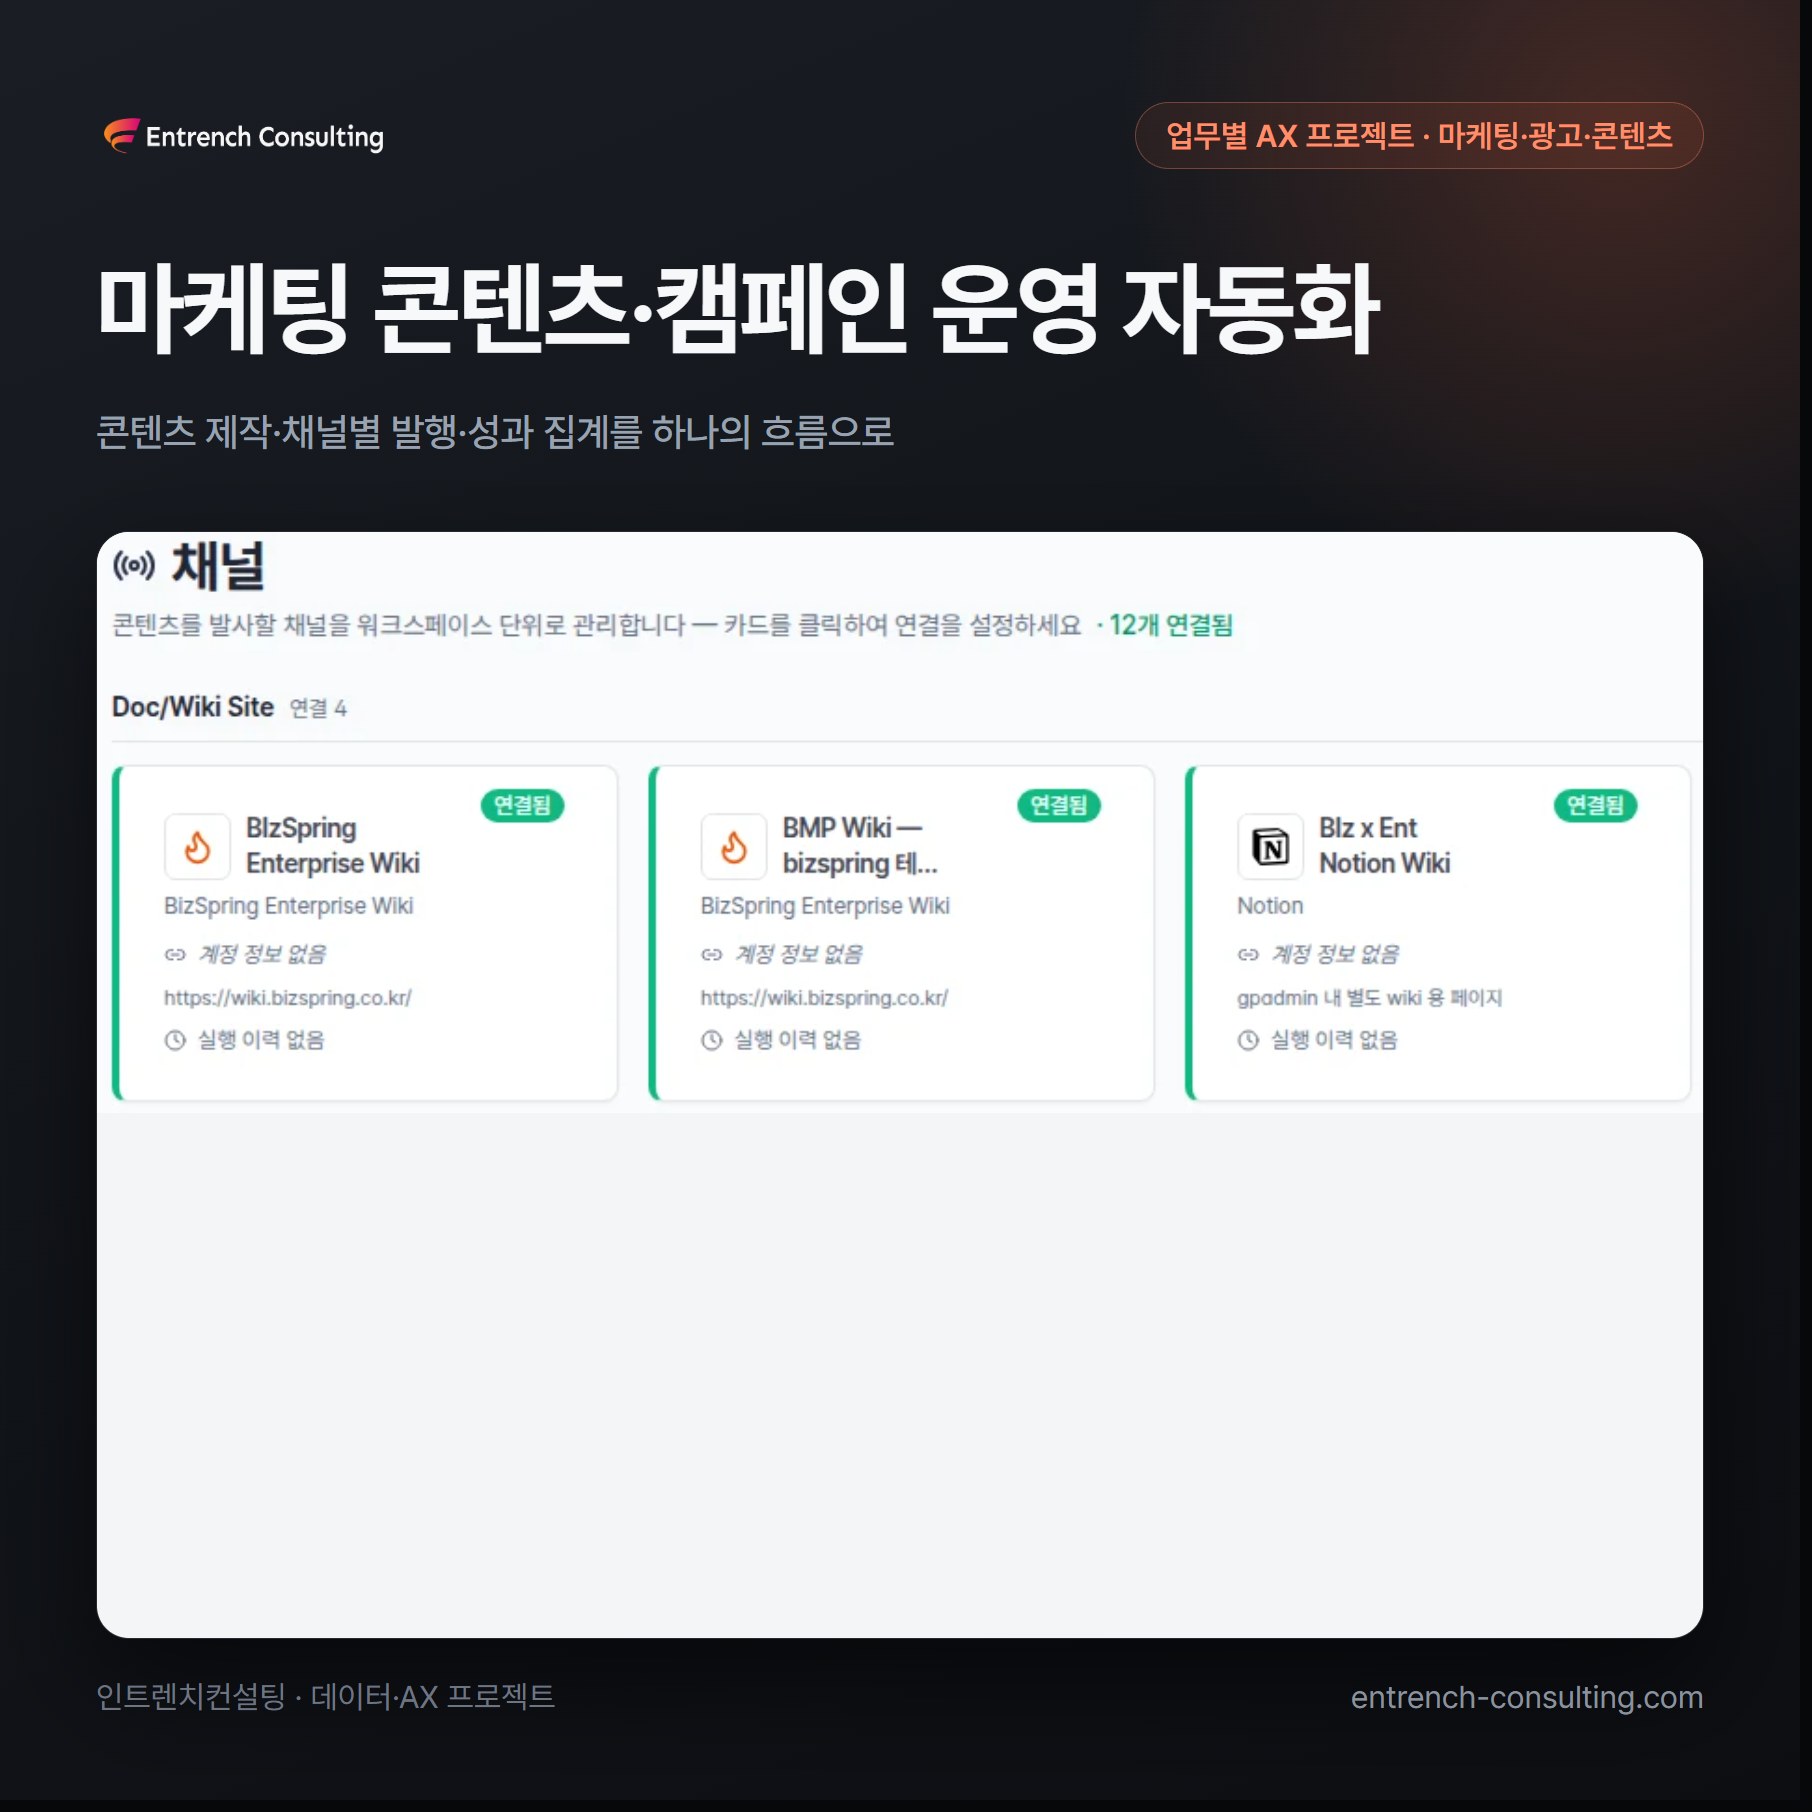 Entrench Consulting
업무별 AX 프로젝트 · 마케팅·광고·콘텐츠
마케팅 콘텐츠·캠페인 운영 자동화
콘텐츠 제작·채널별 발행·성과 집계를 하나의 흐름으로
채널
콘텐츠를 발사할 채널을 워크스페이스 단위로 관리합니다 — 카드를 클릭하여 연결을 설정하세요 · 12개 연결됨
Doc/Wiki Site 연결 4
연결됨
BIzSpring
Enterprise Wiki
BizSpring Enterprise Wiki
계정 정보 없음
https://wiki.bizspring.co.kr/
실행 이력 없음
연결됨
BMP Wiki —
bizspring 테...
BizSpring Enterprise Wiki
계정 정보 없음
https://wiki.bizspring.co.kr/
실행 이력 없음
연결됨
BIz x Ent
Notion Wiki
Notion
계정 정보 없음
gpadmin 내 별도 wiki 용 페이지
실행 이력 없음
인트렌치컨설팅 · 데이터·AX 프로젝트
entrench-consulting.com